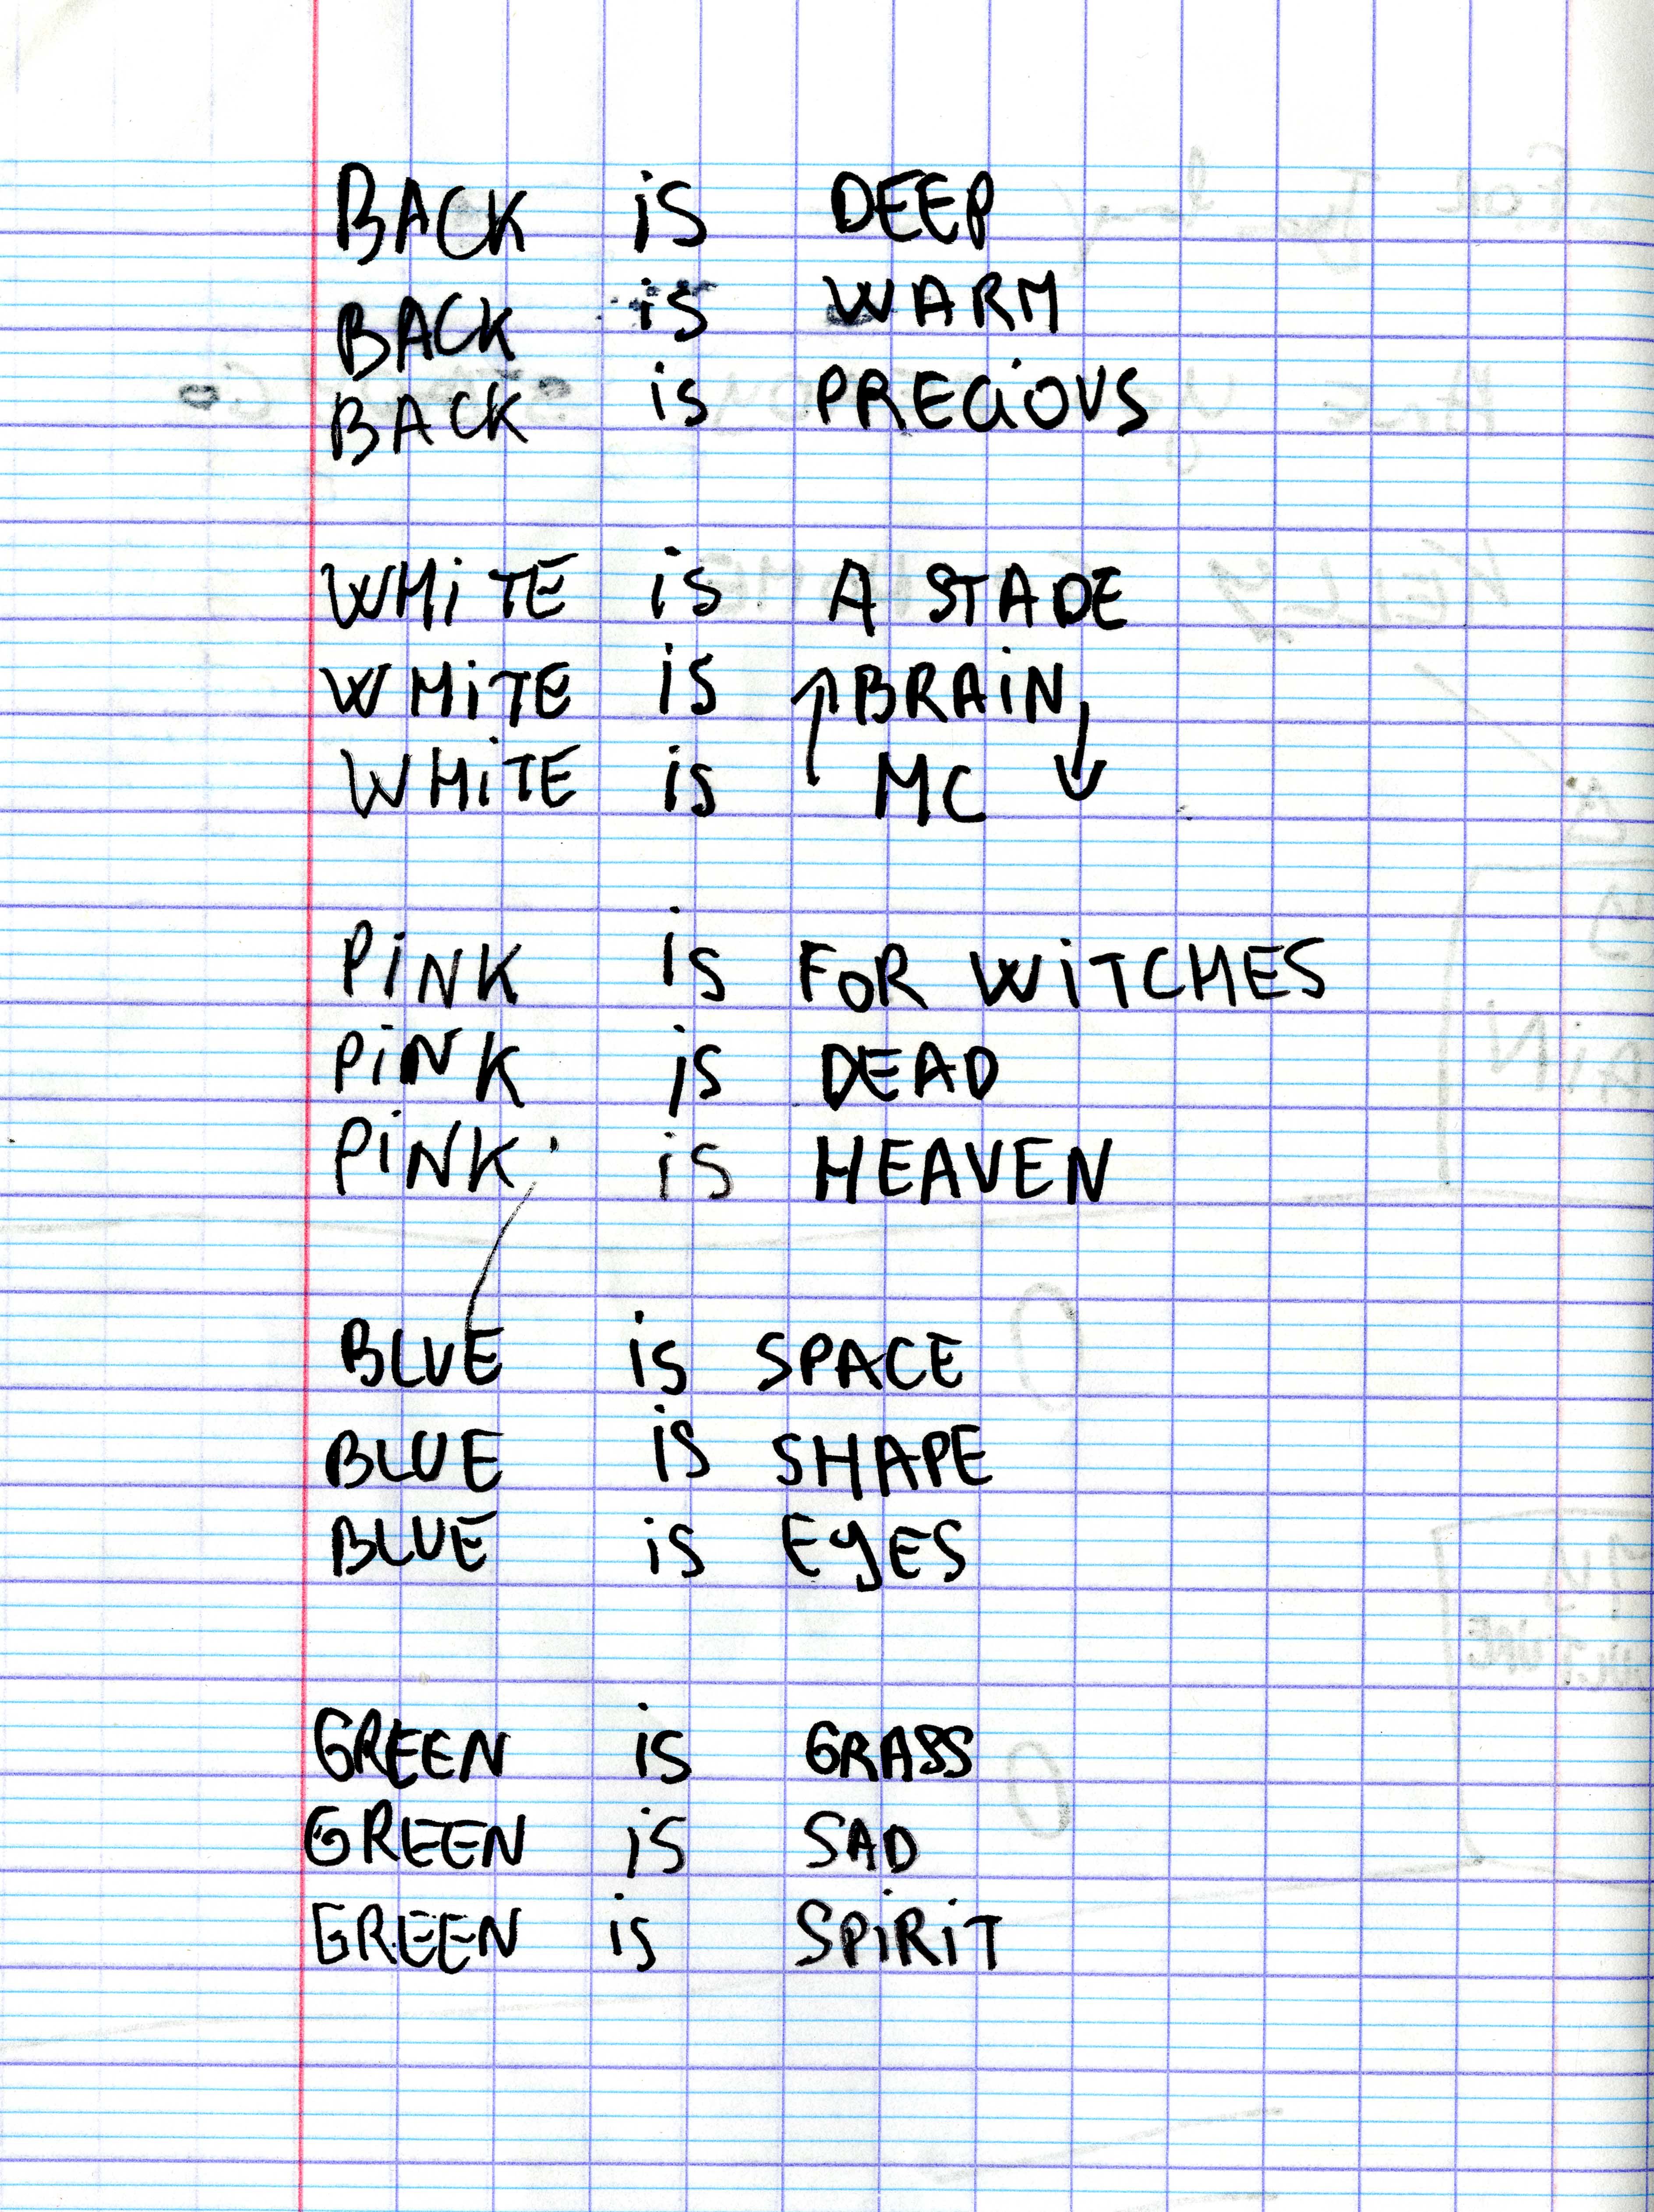 BACK is DEEP
BACK is WARM
BACK is PRECiOUS
WHiTE is A STADE
WHiTE is ↑BRAiN↓
WHiTE is MC
PiNK is FOR WiTCHES
PiNK is DEAD
PiNK is HEAVEN
BLUE is SPACE
BLUE is SHAPE
BLUE is EyES
GREEN is GRASS
GREEN is SAD
GREEN is SPiRiT